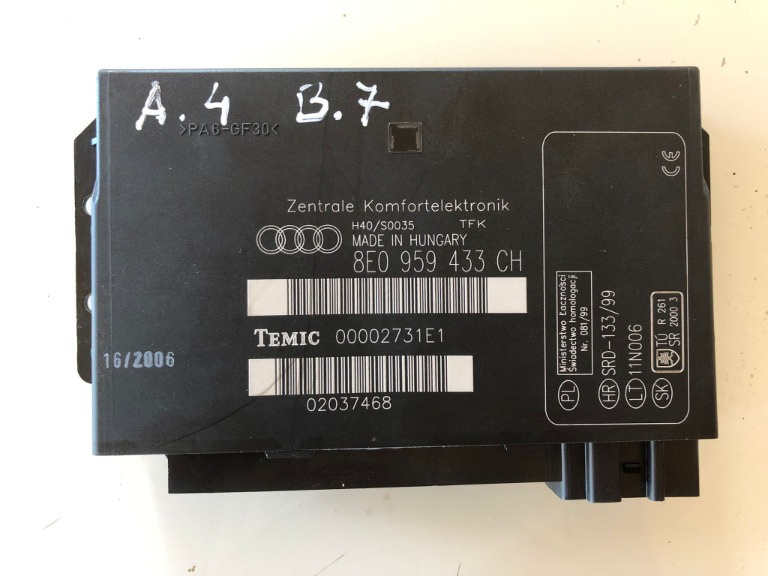 A.4 B.7
>PA6-GF30<
Zentrale Komfortelektronik
H40/S0035 TFK
MADE IN HUNGARY
8E0 959 433 CH
TEMIC 00002731E1
16/2006
02037468
CE
Ministerstwo Łączności
Świadectwo homologacji
Nr. 081/99
PL
HR SRD-133/99
LT 11N006
SK TÚ R 261
SR 2000 3